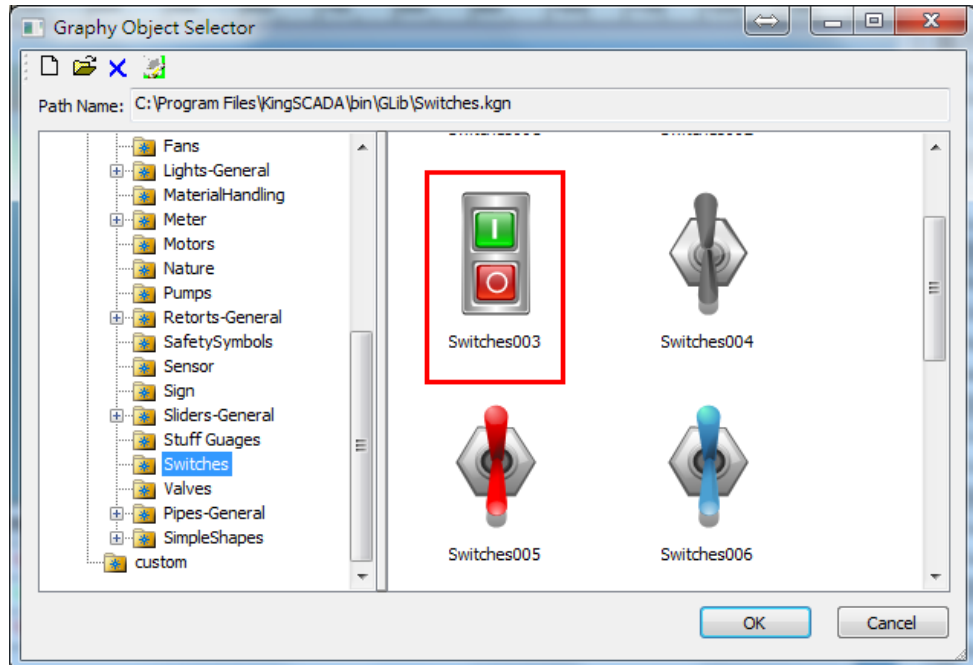 Graphy Object Selector
Path Name: C:\Program Files\KingSCADA\bin\GLib\Switches.kgn
Fans
Lights-General
MaterialHandling
Meter
Motors
Nature
Pumps
Retorts-General
SafetySymbols
Sensor
Sign
Sliders-General
Stuff Guages
Switches
Valves
Pipes-General
SimpleShapes
custom
Switches003
Switches004
Switches005
Switches006
OK
Cancel